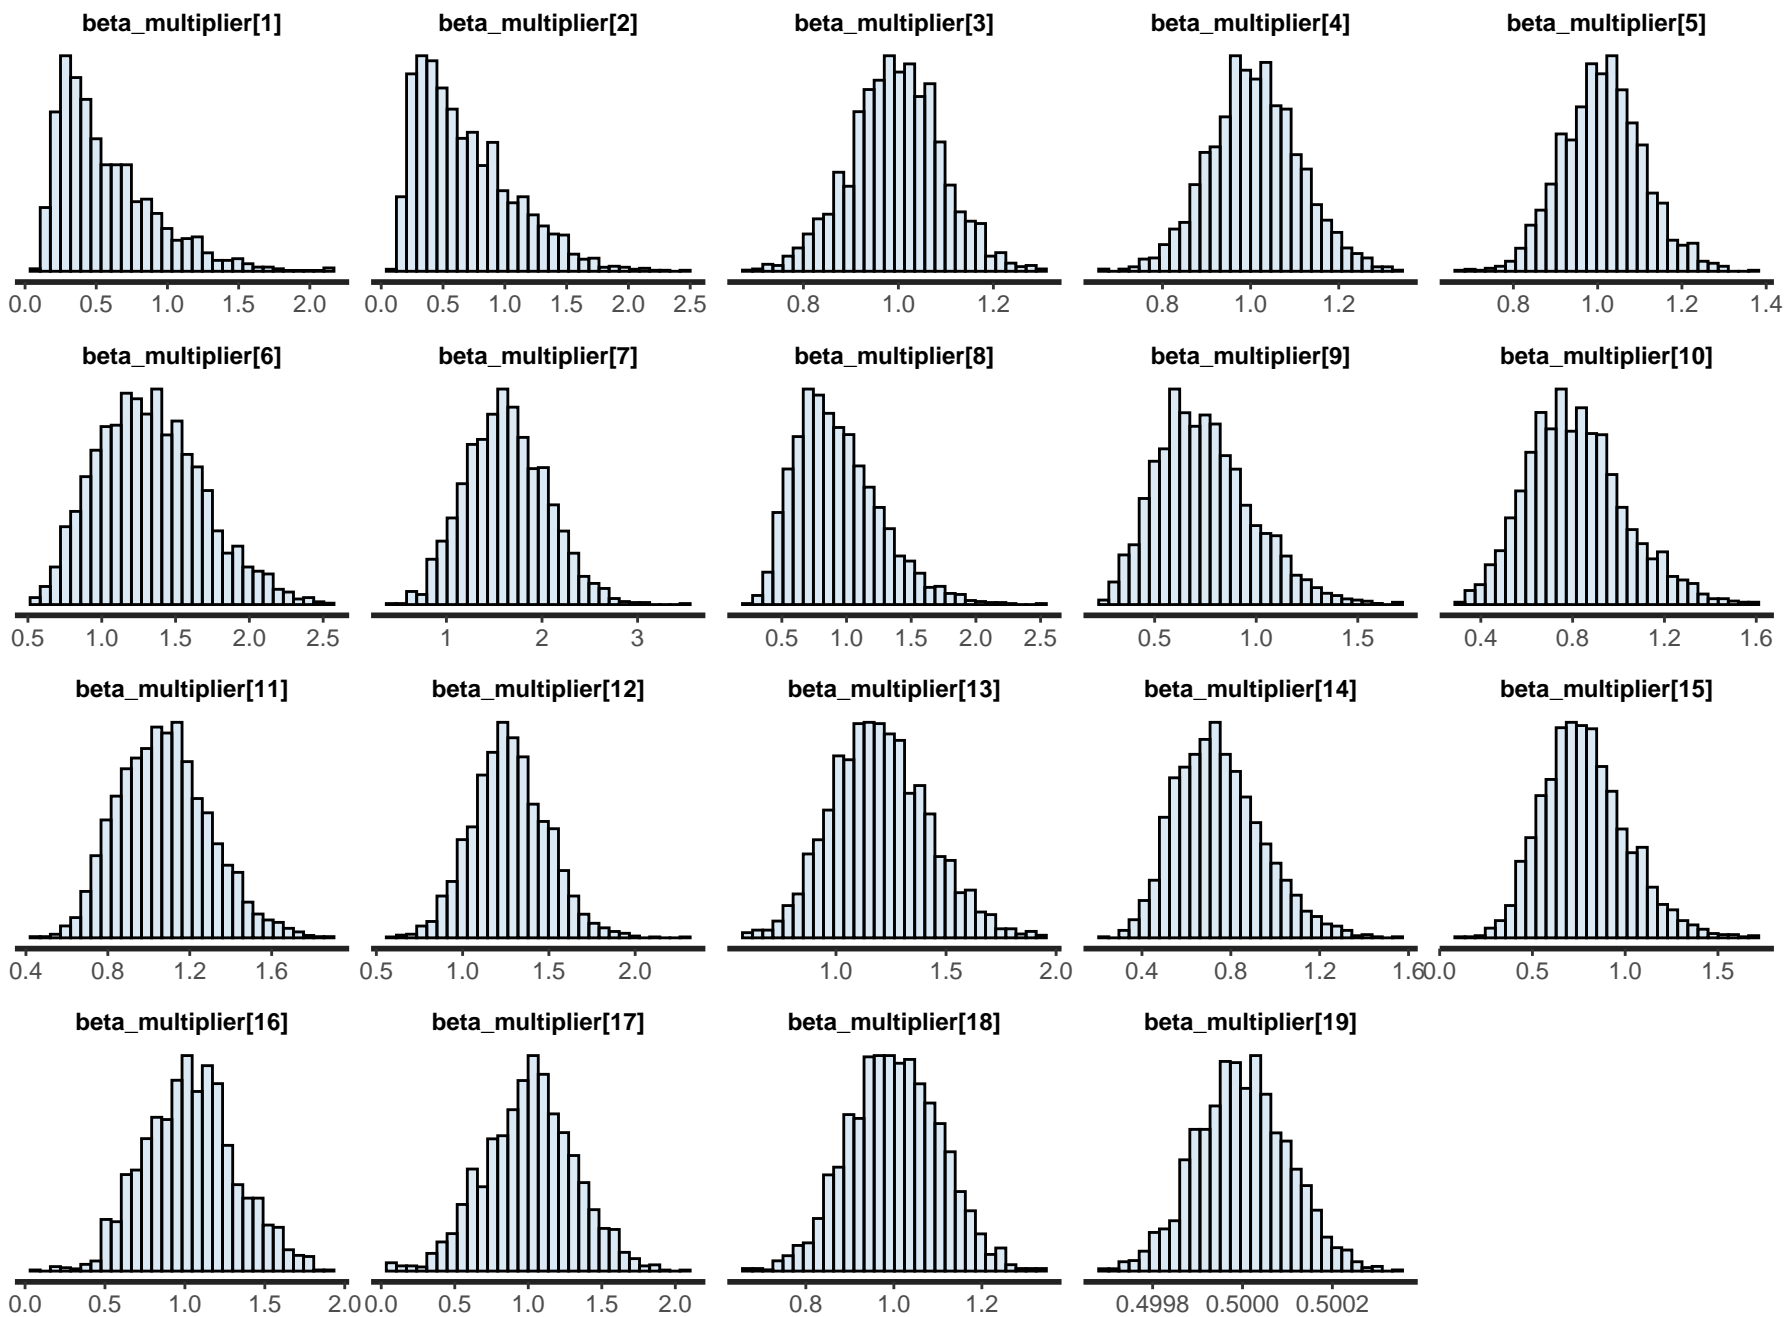 beta_multiplier[1] beta_multiplier[2] beta_multiplier[3] beta_multiplier[4] beta_multiplier[5]
0.0 0.5 1.0 1.5 2.0 0.0 0.5 1.0 1.5 2.0 2.5 0.8 1.0 1.2 0.8 1.0 1.2 0.8 1.0 1.2 1.4
beta_multiplier[6] beta_multiplier[7] beta_multiplier[8] beta_multiplier[9] beta_multiplier[10]
0.5 1.0 1.5 2.0 2.5 1 2 3 0.5 1.0 1.5 2.0 2.5 0.5 1.0 1.5 0.4 0.8 1.2 1.6
beta_multiplier[11] beta_multiplier[12] beta_multiplier[13] beta_multiplier[14] beta_multiplier[15]
0.4 0.8 1.2 1.6 0.5 1.0 1.5 2.0 1.0 1.5 2.0 0.4 0.8 1.2 1.6 0.0 0.5 1.0 1.5
beta_multiplier[16] beta_multiplier[17] beta_multiplier[18] beta_multiplier[19]
0.0 0.5 1.0 1.5 2.0 0.0 0.5 1.0 1.5 2.0 0.8 1.0 1.2 0.4998 0.5000 0.5002